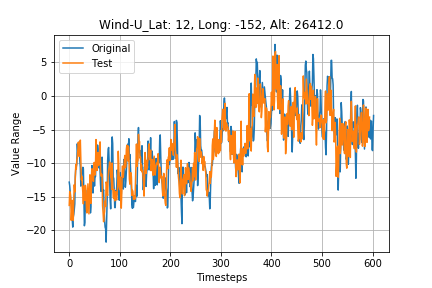 Wind-U_Lat: 12, Long: -152, Alt: 26412.0
Original
Test
Value Range
5
0
−5
−10
−15
−20
0 100 200 300 400 500 600
Timesteps